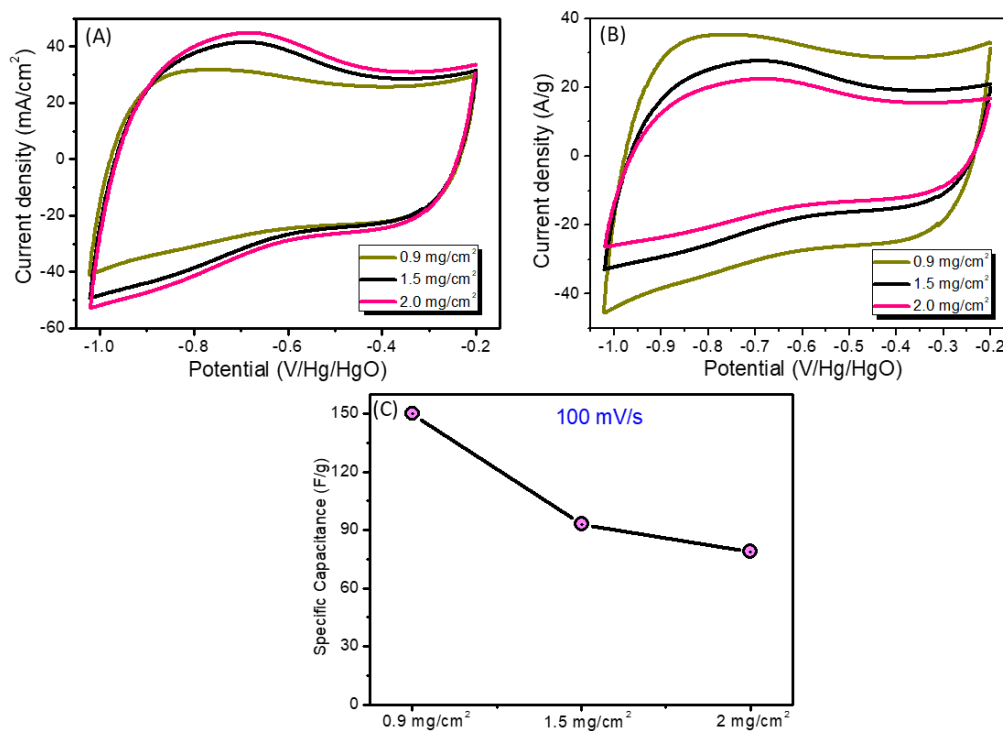 (A)
Current density (mA/cm²)
40
20
0
-20
-40
-60
0.9 mg/cm²
1.5 mg/cm²
2.0 mg/cm²
-1.0
-0.8
-0.6
-0.4
-0.2
Potential (V/Hg/HgO)
(B)
Current density (A/g)
40
20
0
-20
-40
0.9 mg/cm²
1.5 mg/cm²
2.0 mg/cm²
-1.0
-0.9
-0.8
-0.7
-0.6
-0.5
-0.4
-0.3
-0.2
Potential (V/Hg/HgO)
(C)
100 mV/s
Specific Capacitance (F/g)
150
120
90
60
30
0
0.9 mg/cm²
1.5 mg/cm²
2 mg/cm²